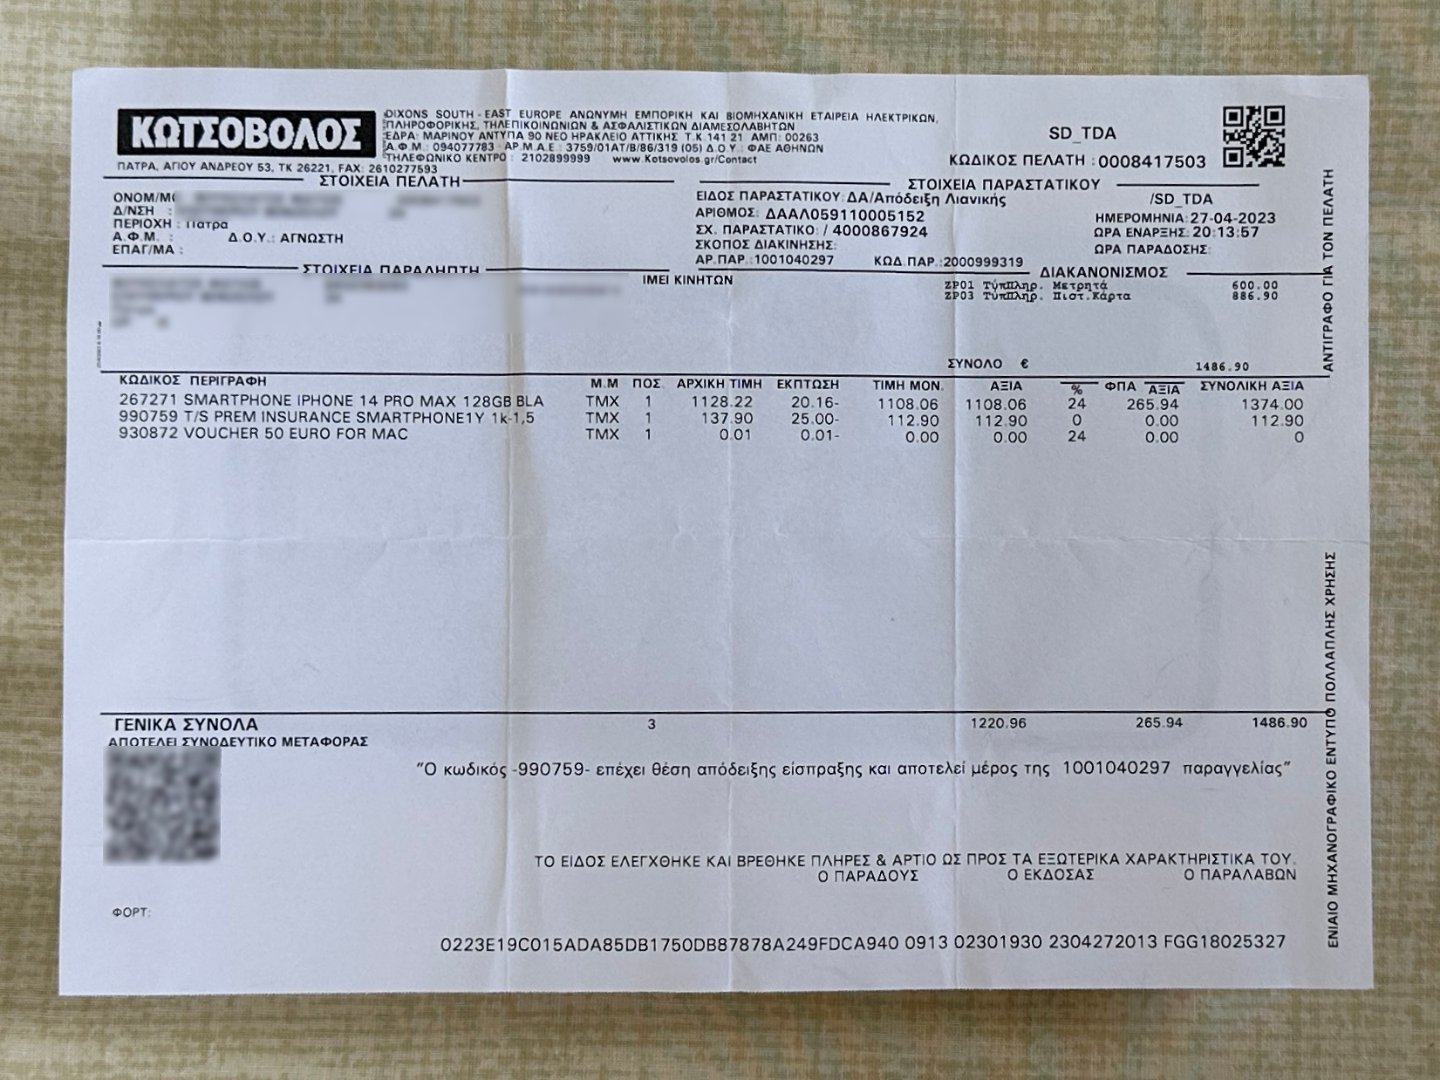 ΚΩΤΣΟΒΟΛΟΣ
DIXONS SOUTH - EAST EUROPE ΑΝΩΝΥΜΗ ΕΜΠΟΡΙΚΗ ΚΑΙ ΒΙΟΜΗΧΑΝΙΚΗ ΕΤΑΙΡΕΙΑ ΗΛΕΚΤΡΙΚΩΝ,
ΠΛΗΡΟΦΟΡΙΚΗΣ, ΤΗΛΕΠΙΚΟΙΝΩΝΙΩΝ & ΑΣΦΑΛΙΣΤΙΚΩΝ ΔΙΑΜΕΣΟΛΑΒΗΤΩΝ
ΕΔΡΑ: ΜΑΡΙΝΟΥ ΑΝΤΥΠΑ 90 ΝΕΟ ΗΡΑΚΛΕΙΟ ΑΤΤΙΚΗΣ Τ.Κ 141 21 ΑΜΠ: 00263
Α.Φ.Μ.: 094077783 - ΑΡ.Μ.Α.Ε.: 3759/01ΑΤ/Β/86/319 (05) Δ.Ο.Υ.: ΦΑΕ ΑΘΗΝΩΝ
ΤΗΛΕΦΩΝΙΚΟ ΚΕΝΤΡΟ : 2102899999 www.Kotsovolos.gr/Contact
ΠΑΤΡΑ, ΑΓΙΟΥ ΑΝΔΡΕΟΥ 53, ΤΚ 26221, FAX: 2610277593
SD_TDA
ΚΩΔΙΚΟΣ ΠΕΛΑΤΗ : 0008417503
ΣΤΟΙΧΕΙΑ ΠΕΛΑΤΗ
ΟΝΟΜ/ΜΟ
Δ/ΝΣΗ :
ΠΕΡΙΟΧΗ : Πατρα
Α.Φ.Μ. : Δ.Ο.Υ.: ΑΓΝΩΣΤΗ
ΕΠΑΓ/ΜΑ :
ΣΤΟΙΧΕΙΑ ΠΑΡΑΣΤΑΤΙΚΟΥ
ΕΙΔΟΣ ΠΑΡΑΣΤΑΤΙΚΟΥ: ΔΑ/Απόδειξη Λιανικής /SD_TDA
ΑΡΙΘΜΟΣ: ΔΑΑΛ059110005152 ΗΜΕΡΟΜΗΝΙΑ: 27-04-2023
ΣΧ. ΠΑΡΑΣΤΑΤΙΚΟ: / 4000867924 ΩΡΑ ΕΝΑΡΞΗΣ: 20:13:57
ΣΚΟΠΟΣ ΔΙΑΚΙΝΗΣΗΣ: ΩΡΑ ΠΑΡΑΔΟΣΗΣ:
ΑΡ.ΠΑΡ.:1001040297 ΚΩΔ.ΠΑΡ.:2000999319
ΣΤΟΙΧΕΙΑ ΠΑΡΑΛΗΠΤΗ
ΙΜΕΙ ΚΙΝΗΤΩΝ
ΔΙΑΚΑΝΟΝΙΣΜΟΣ
ZP01 ΤύπΠληρ. Μετρητά 600.00
ZP03 ΤύπΠληρ. Πιστ.Κάρτα 886.90
ΣΥΝΟΛΟ € 1486.90
ΚΩΔΙΚΟΣ ΠΕΡΙΓΡΑΦΗ Μ.Μ ΠΟΣ. ΑΡΧΙΚΗ ΤΙΜΗ ΕΚΠΤΩΣΗ ΤΙΜΗ ΜΟΝ. ΑΞΙΑ % ΦΠΑ ΑΞΙΑ ΣΥΝΟΛΙΚΗ ΑΞΙΑ
267271 SMARTPHONE IPHONE 14 PRO MAX 128GB BLA ΤΜΧ 1 1128.22 20.16- 1108.06 1108.06 24 265.94 1374.00
990759 T/S PREM INSURANCE SMARTPHONE1Y 1k-1,5 ΤΜΧ 1 137.90 25.00- 112.90 112.90 0 0.00 112.90
930872 VOUCHER 50 EURO FOR MAC ΤΜΧ 1 0.01 0.01- 0.00 0.00 24 0.00 0
ΓΕΝΙΚΑ ΣΥΝΟΛΑ 3 1220.96 265.94 1486.90
ΑΠΟΤΕΛΕΙ ΣΥΝΟΔΕΥΤΙΚΟ ΜΕΤΑΦΟΡΑΣ
"Ο κωδικός -990759- επέχει θέση απόδειξης είσπραξης και αποτελεί μέρος της 1001040297 παραγγελίας"
ΤΟ ΕΙΔΟΣ ΕΛΕΓΧΘΗΚΕ ΚΑΙ ΒΡΕΘΗΚΕ ΠΛΗΡΕΣ & ΑΡΤΙΟ ΩΣ ΠΡΟΣ ΤΑ ΕΞΩΤΕΡΙΚΑ ΧΑΡΑΚΤΗΡΙΣΤΙΚΑ ΤΟΥ.
Ο ΠΑΡΑΔΟΥΣ Ο ΕΚΔΟΣΑΣ Ο ΠΑΡΑΛΑΒΩΝ
ΦΟΡΤ:
0223E19C015ADA85DB1750DB87878A249FDCA940 0913 02301930 2304272013 FGG18025327
ΑΝΤΙΓΡΑΦΟ ΓΙΑ ΤΟΝ ΠΕΛΑΤΗ
ΕΝΙΑΙΟ ΜΗΧΑΝΟΓΡΑΦΙΚΟ ΕΝΤΥΠΟ ΠΟΛΛΑΠΛΗΣ ΧΡΗΣΗΣ